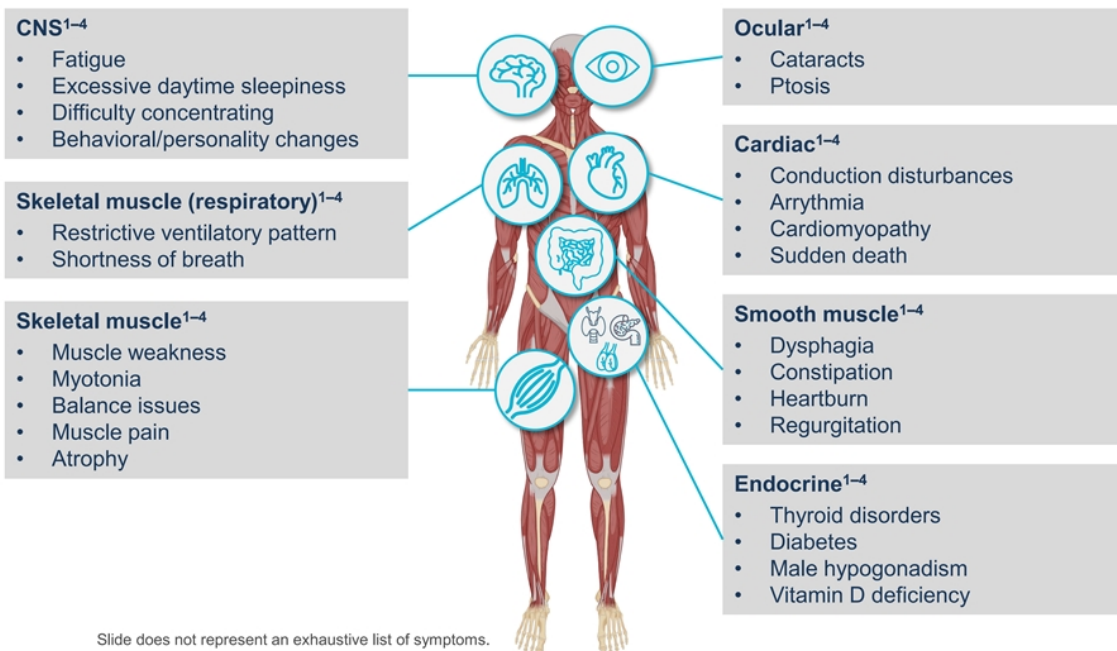 CNS¹⁻⁴
• Fatigue
• Excessive daytime sleepiness
• Difficulty concentrating
• Behavioral/personality changes
Skeletal muscle (respiratory)¹⁻⁴
• Restrictive ventilatory pattern
• Shortness of breath
Skeletal muscle¹⁻⁴
• Muscle weakness
• Myotonia
• Balance issues
• Muscle pain
• Atrophy
Ocular¹⁻⁴
• Cataracts
• Ptosis
Cardiac¹⁻⁴
• Conduction disturbances
• Arrythmia
• Cardiomyopathy
• Sudden death
Smooth muscle¹⁻⁴
• Dysphagia
• Constipation
• Heartburn
• Regurgitation
Endocrine¹⁻⁴
• Thyroid disorders
• Diabetes
• Male hypogonadism
• Vitamin D deficiency
Slide does not represent an exhaustive list of symptoms.